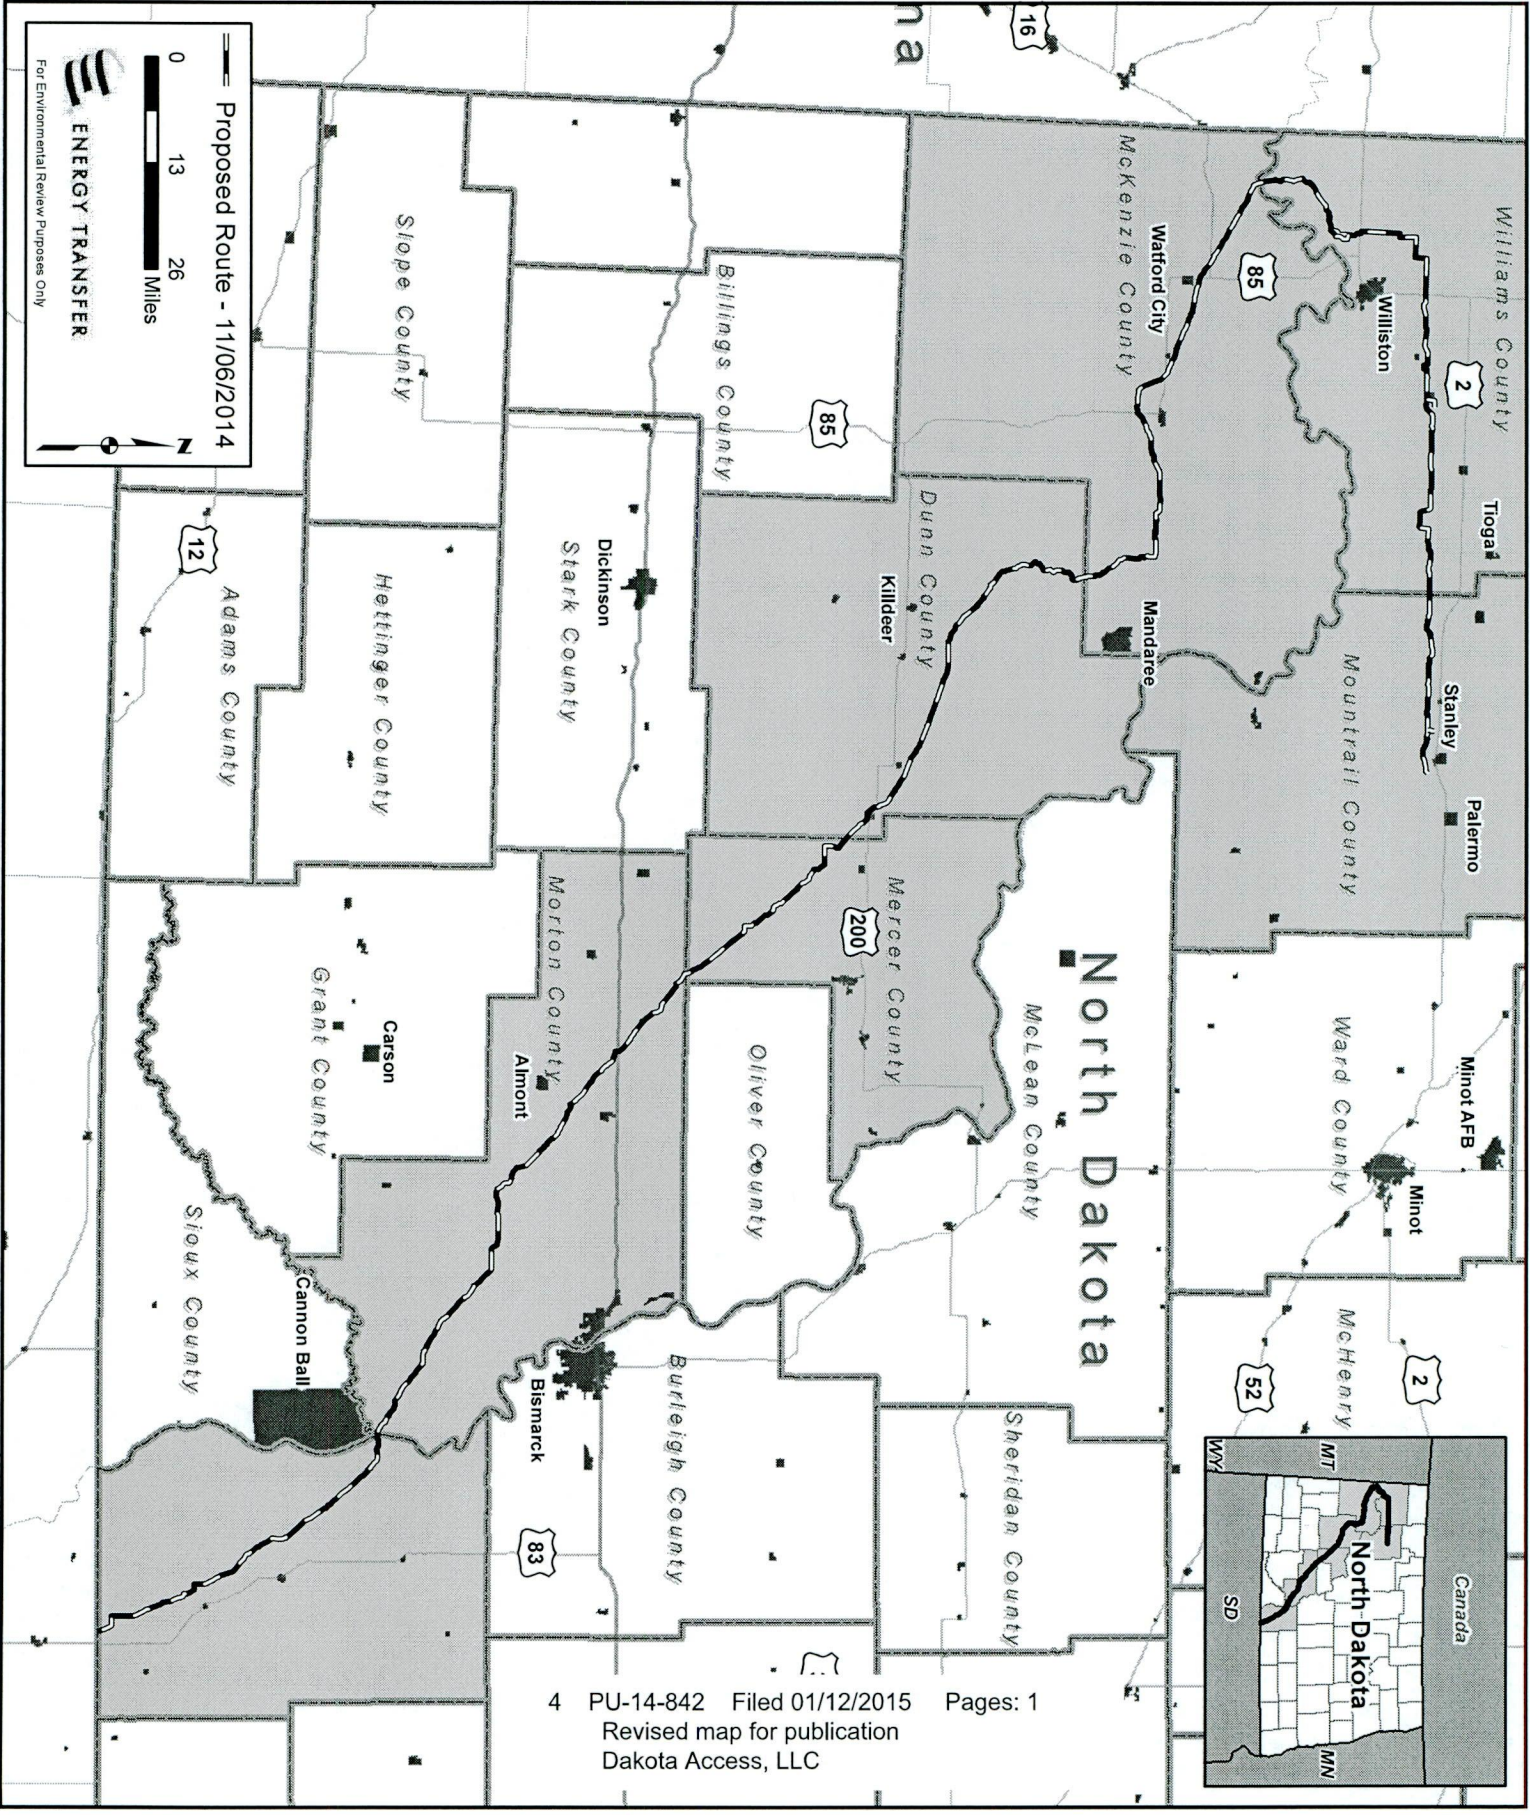 Williams County
2
Tioga
Stanley
Palermo
Williston
85
Watford City
McKenzie County
Mandaree
Mountrail County
Minot AFB
Minot
Ward County
2
52
McHenry
na
16
Billings County
85
Dunn County
Killdeer
North Dakota
McLean County
Mercer County
200
Sheridan County
Slope County
Dickinson
Stark County
Oliver County
Morton County
Almont
Burleigh County
Bismarck
83
12
Adams County
Hettinger County
Carson
Grant County
Sioux County
Cannon Ball
Canada
MT
North Dakota
MN
WY
SD
Proposed Route - 11/06/2014
0 13 26
Miles
N
ENERGY TRANSFER
For Environmental Review Purposes Only
4 PU-14-842 Filed 01/12/2015 Pages: 1
Revised map for publication
Dakota Access, LLC